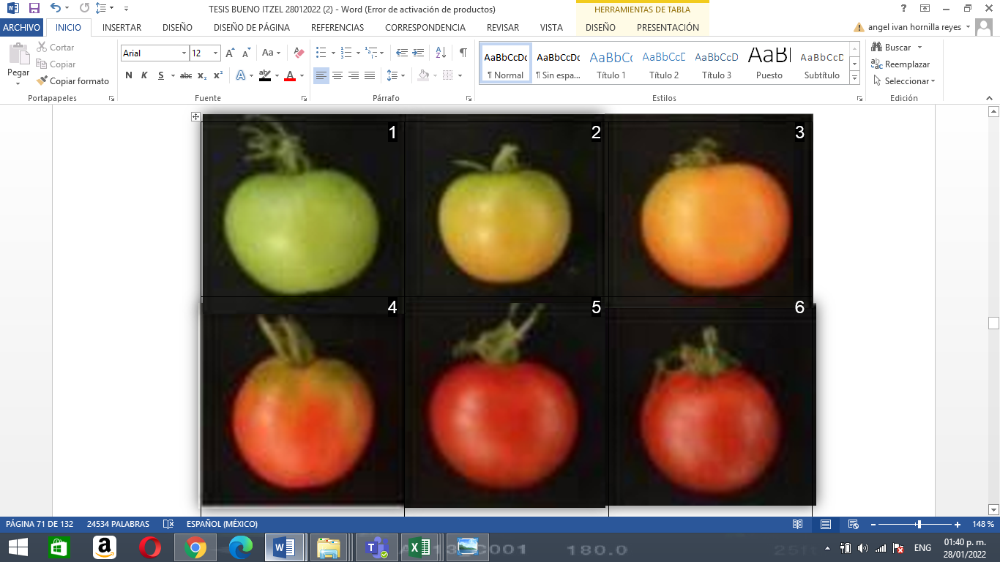 TESIS BUENO ITZEL 28012022 (2) - Word (Error de activación de productos)
HERRAMIENTAS DE TABLA
ARCHIVO INICIO INSERTAR DISEÑO DISEÑO DE PÁGINA REFERENCIAS CORRESPONDENCIA REVISAR VISTA DISEÑO PRESENTACIÓN angel ivan hornilla reyes
Pegar
Cortar
Copiar
Copiar formato
Portapapeles
Arial 12
N K S abc x₂ x²
Fuente
Párrafo
AaBbCcDc AaBbCcDc AaBbCc AaBbCcD AaBbCcD AaBl AaBbCcD
¶ Normal ¶ Sin espa... Título 1 Título 2 Título 3 Puesto Subtítulo
Estilos
Buscar
Reemplazar
Seleccionar
Edición
1 2 3
4 5 6
PÁGINA 71 DE 132 24534 PALABRAS ESPAÑOL (MÉXICO) 148 %
180.0
ENG
01:40 p. m.
28/01/2022